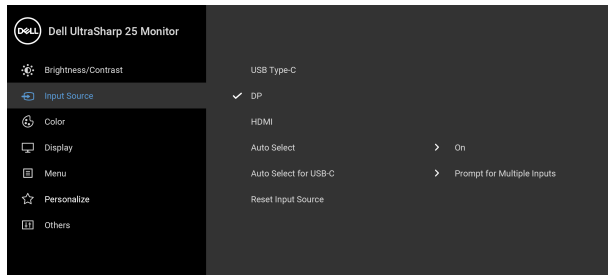 DELL Dell UltraSharp 25 Monitor
Brightness/Contrast
USB Type-C
Input Source
DP
Color
HDMI
Display
Auto Select On
Menu
Auto Select for USB-C Prompt for Multiple Inputs
Personalize
Reset Input Source
Others